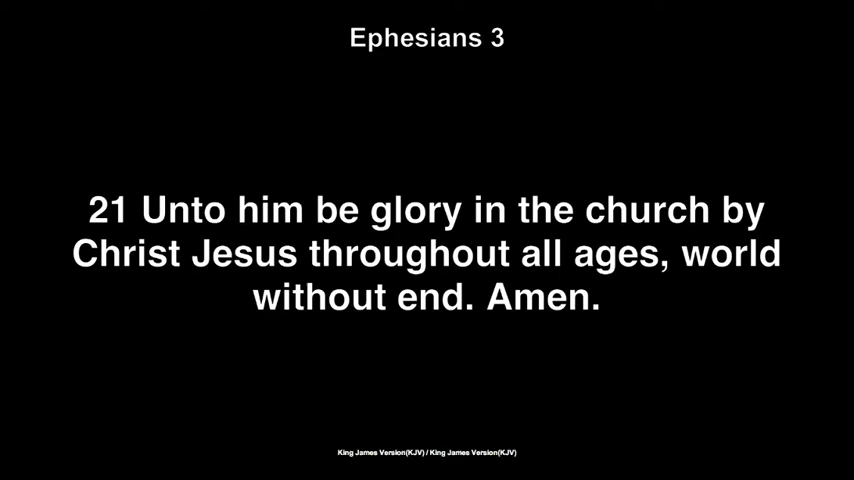 Ephesians 3
21 Unto him be glory in the church by
Christ Jesus throughout all ages, world
without end. Amen.
King James Version(KJV) / King James Version(KJV)